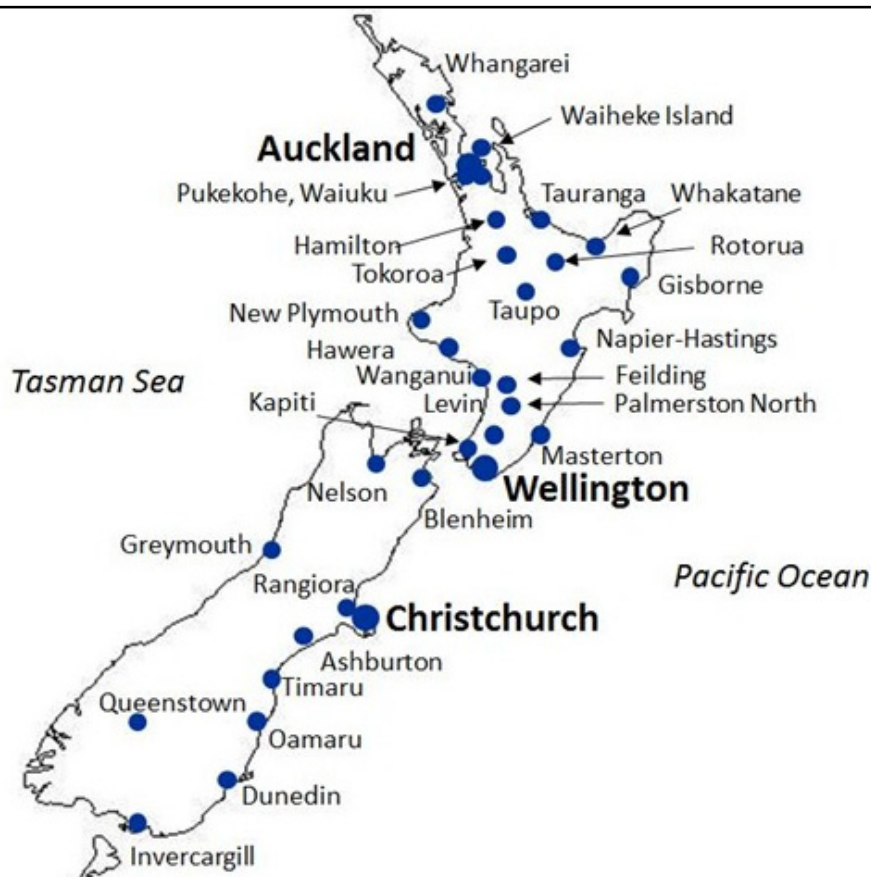 Whangarei
Waiheke Island
Auckland
Pukekohe, Waiuku
Tauranga
Whakatane
Hamilton
Rotorua
Tokoroa
Gisborne
New Plymouth
Taupo
Hawera
Napier-Hastings
Tasman Sea
Wanganui
Feilding
Kapiti
Levin
Palmerston North
Masterton
Wellington
Nelson
Blenheim
Greymouth
Pacific Ocean
Rangiora
Christchurch
Ashburton
Timaru
Queenstown
Oamaru
Dunedin
Invercargill